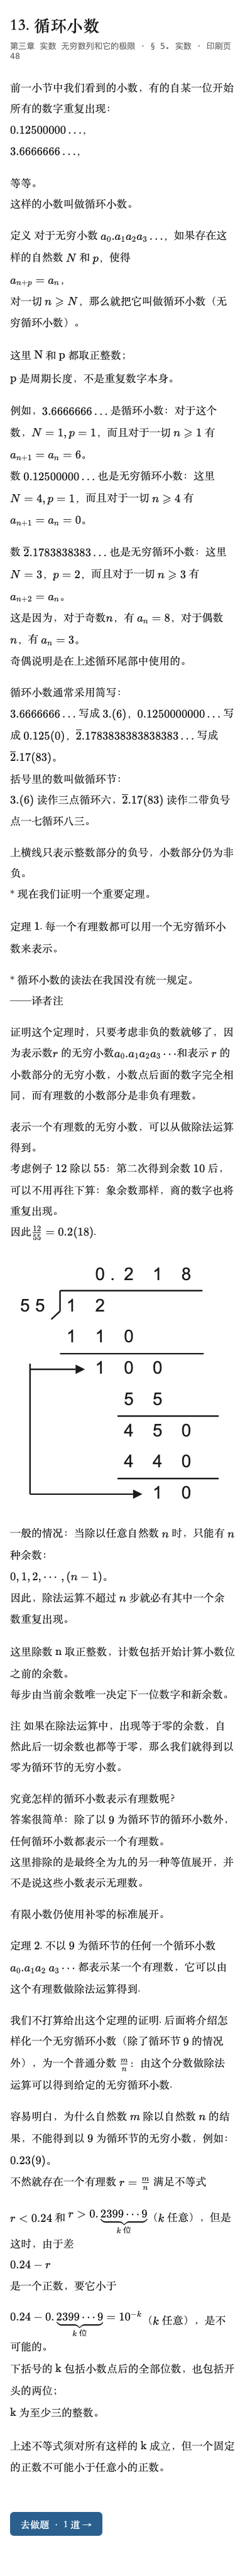 13. 循环小数
第三章 实数 无穷数列和它的极限 · § 5. 实数 · 印刷页
48
前一小节中我们看到的小数，有的自某一位开始
所有的数字重复出现：
0.12500000…,
3.6666666…,
等等。
这样的小数叫做循环小数。
定义 对于无穷小数 a₀.a₁a₂a₃…，如果存在这
样的自然数 N 和 p，使得
aₙ₊ₚ = aₙ,
对一切 n ⩾ N，那么就把它叫做循环小数（无
穷循环小数）。
这里 N 和 p 都取正整数；
p 是周期长度，不是重复数字本身。
例如，3.6666666… 是循环小数：对于这个
数，N = 1, p = 1，而且对于一切 n ⩾ 1 有
aₙ₊₁ = aₙ = 6。
数 0.12500000… 也是无穷循环小数：这里
N = 4, p = 1，而且对于一切 n ⩾ 4 有
aₙ₊₁ = aₙ = 0。
数 2̅.1783838383… 也是无穷循环小数：这里
N = 3，p = 2，而且对于一切 n ⩾ 3 有
aₙ₊₂ = aₙ。
这是因为，对于奇数n，有 aₙ = 8，对于偶数
n，有 aₙ = 3。
奇偶说明是在上述循环尾部中使用的。
循环小数通常采用简写：
3.6666666… 写成 3.(6)，0.1250000000… 写
成 0.125(0)，2̅.1783838383838383… 写成
2̅.17(83)。
括号里的数叫做循环节：
3.(6) 读作三点循环六，2̅.17(83) 读作二带负号
点一七循环八三。
上横线只表示整数部分的负号，小数部分仍为非
负。
* 现在我们证明一个重要定理。
定理 1. 每一个有理数都可以用一个无穷循环小
数来表示。
* 循环小数的读法在我国没有统一规定。
——译者注
证明这个定理时，只要考虑非负的数就够了，因
为表示数r 的无穷小数a₀.a₁a₂a₃⋯和表示 r 的
小数部分的无穷小数，小数点后面的数字完全相
同，而有理数的小数部分是非负有理数。
表示一个有理数的无穷小数，可以从做除法运算
得到。
考虑例子 12 除以 55：第二次得到余数 10 后，
可以不用再往下算：象余数那样，商的数字也将
重复出现。
因此12/55 = 0.2(18).
0.218
55 12
110
100
55
450
440
10
一般的情况：当除以任意自然数 n 时，只能有 n
种余数：
0, 1, 2, ⋯ , (n − 1)。
因此，除法运算不超过 n 步就必有其中一个余
数重复出现。
这里除数 n 取正整数，计数包括开始计算小数位
之前的余数。
每步由当前余数唯一决定下一位数字和新余数。
注 如果在除法运算中，出现等于零的余数，自
然此后一切余数也都等于零，那么我们就得到以
零为循环节的无穷小数。
究竟怎样的循环小数表示有理数呢?
答案很简单：除了以 9 为循环节的循环小数外，
任何循环小数都表示一个有理数。
这里排除的是最终全为九的另一种等值展开，并
不是说这些小数表示无理数。
有限小数仍使用补零的标准展开。
定理 2. 不以 9 为循环节的任何一个循环小数
a₀.a₁a₂ a₃ ⋯ 都表示某一个有理数，它可以由
这个有理数做除法运算得到.
我们不打算给出这个定理的证明. 后面将介绍怎
样化一个无穷循环小数（除了循环节 9 的情况
外），为一个普通分数 m/n：由这个分数做除法
运算可以得到给定的无穷循环小数.
容易明白，为什么自然数 m 除以自然数 n 的结
果，不能得到以 9 为循环节的无穷小数，例如：
0.23(9)。
不然就存在一个有理数 r = m/n 满足不等式
r < 0.24 和 r > 0.2399⋯9（k 任意），但是
k 位
这时，由于差
0.24 − r
是一个正数，要它小于
0.24 − 0.2399⋯9 = 10⁻ᵏ（k 任意），是不
k 位
可能的。
下括号的 k 包括小数点后的全部位数，也包括开
头的两位；
k 为至少三的整数。
上述不等式须对所有这样的 k 成立，但一个固定
的正数不可能小于任意小的正数。
去做题 · 1 道 →